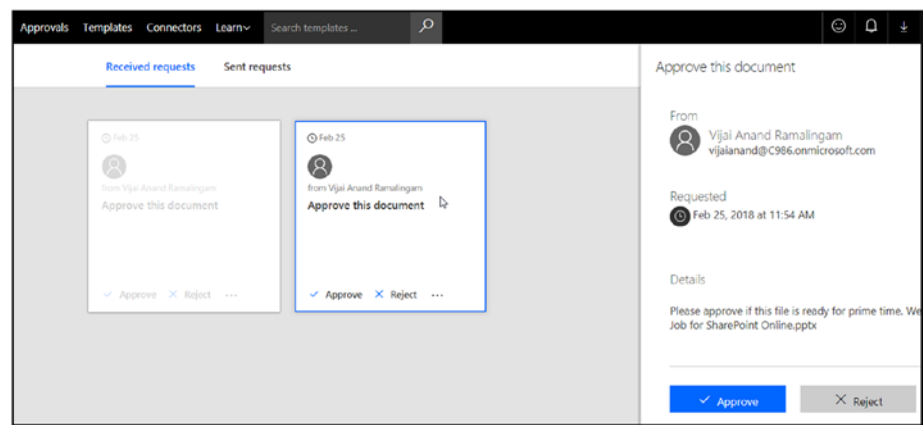 Approvals Templates Connectors Learn Search templates ...
Received requests Sent requests
Feb 25
from Vijai Anand Ramalingam
Approve this document
Approve Reject ...
Feb 25
from Vijai Anand Ramalingam
Approve this document
Approve Reject ...
Approve this document
From
Vijai Anand Ramalingam
vijaianand@C986.onmicrosoft.com
Requested
Feb 25, 2018 at 11:54 AM
Details
Please approve if this file is ready for prime time. We
Job for SharePoint Online.pptx
Approve Reject